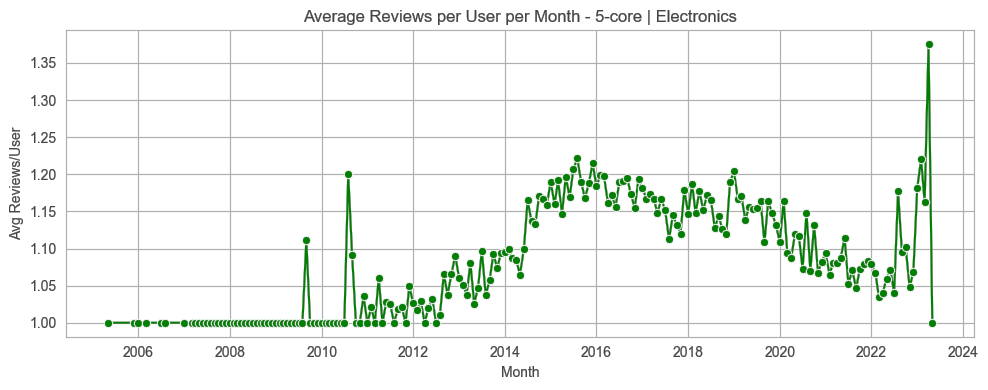 Average Reviews per User per Month - 5-core | Electronics
Avg Reviews/User
1.35
1.30
1.25
1.20
1.15
1.10
1.05
1.00
2006 2008 2010 2012 2014 2016 2018 2020 2022 2024
Month